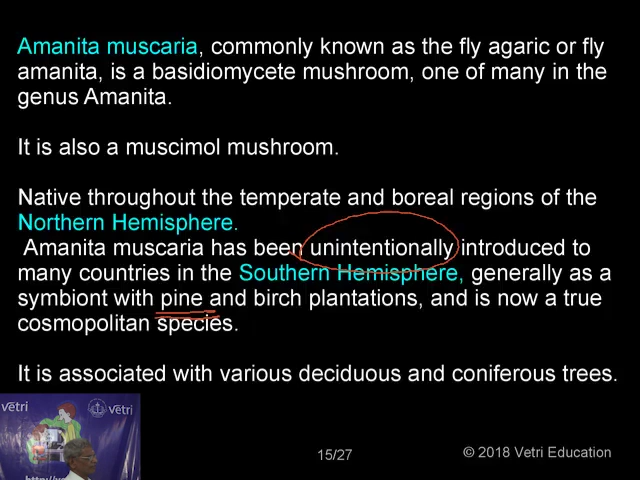 Amanita muscaria, commonly known as the fly agaric or fly
amanita, is a basidiomycete mushroom, one of many in the
genus Amanita.
It is also a muscimol mushroom.
Native throughout the temperate and boreal regions of the
Northern Hemisphere.
Amanita muscaria has been unintentionally introduced to
many countries in the Southern Hemisphere, generally as a
symbiont with pine and birch plantations, and is now a true
cosmopolitan species.
It is associated with various deciduous and coniferous trees.
vetri vetri
15/27 © 2018 Vetri Education